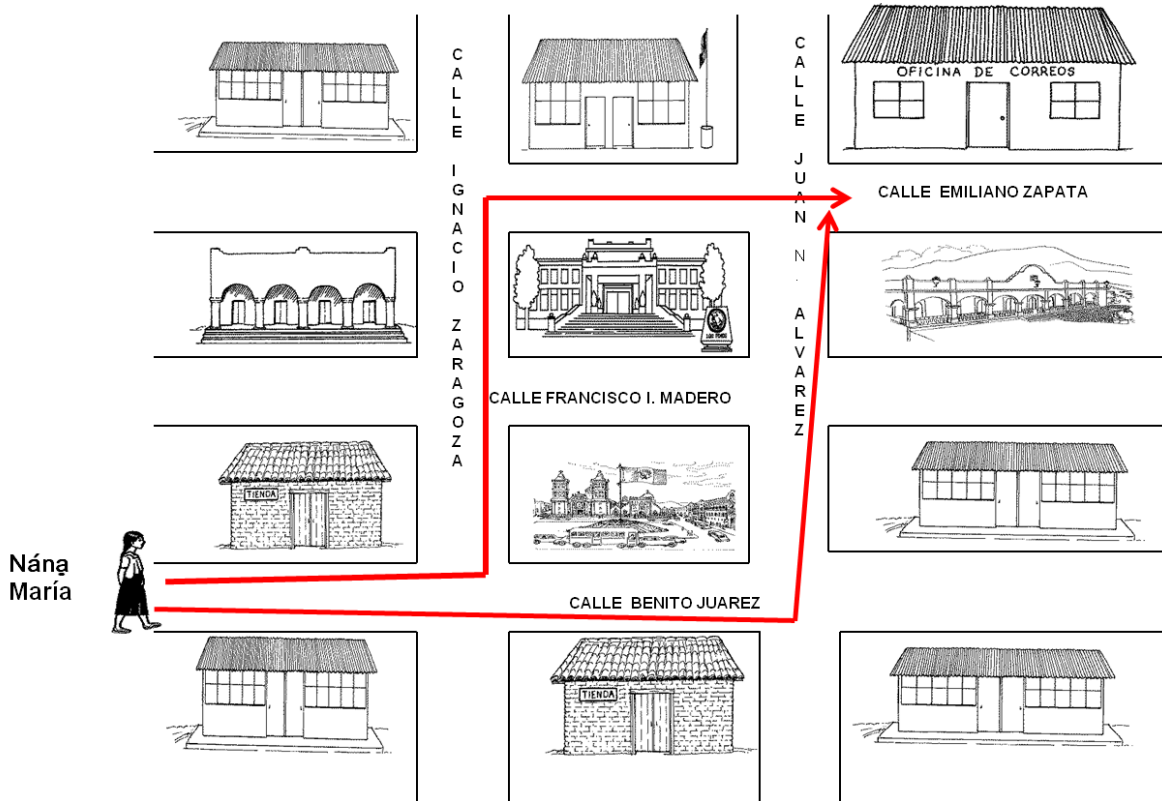 CALLE IGNACIO ZARAGOZA
CALLE JUAN N. ALVAREZ
OFICINA DE CORREOS
CALLE EMILIANO ZAPATA
CALLE FRANCISCO I. MADERO
TIENDA
Nána̱
María
CALLE BENITO JUAREZ
TIENDA